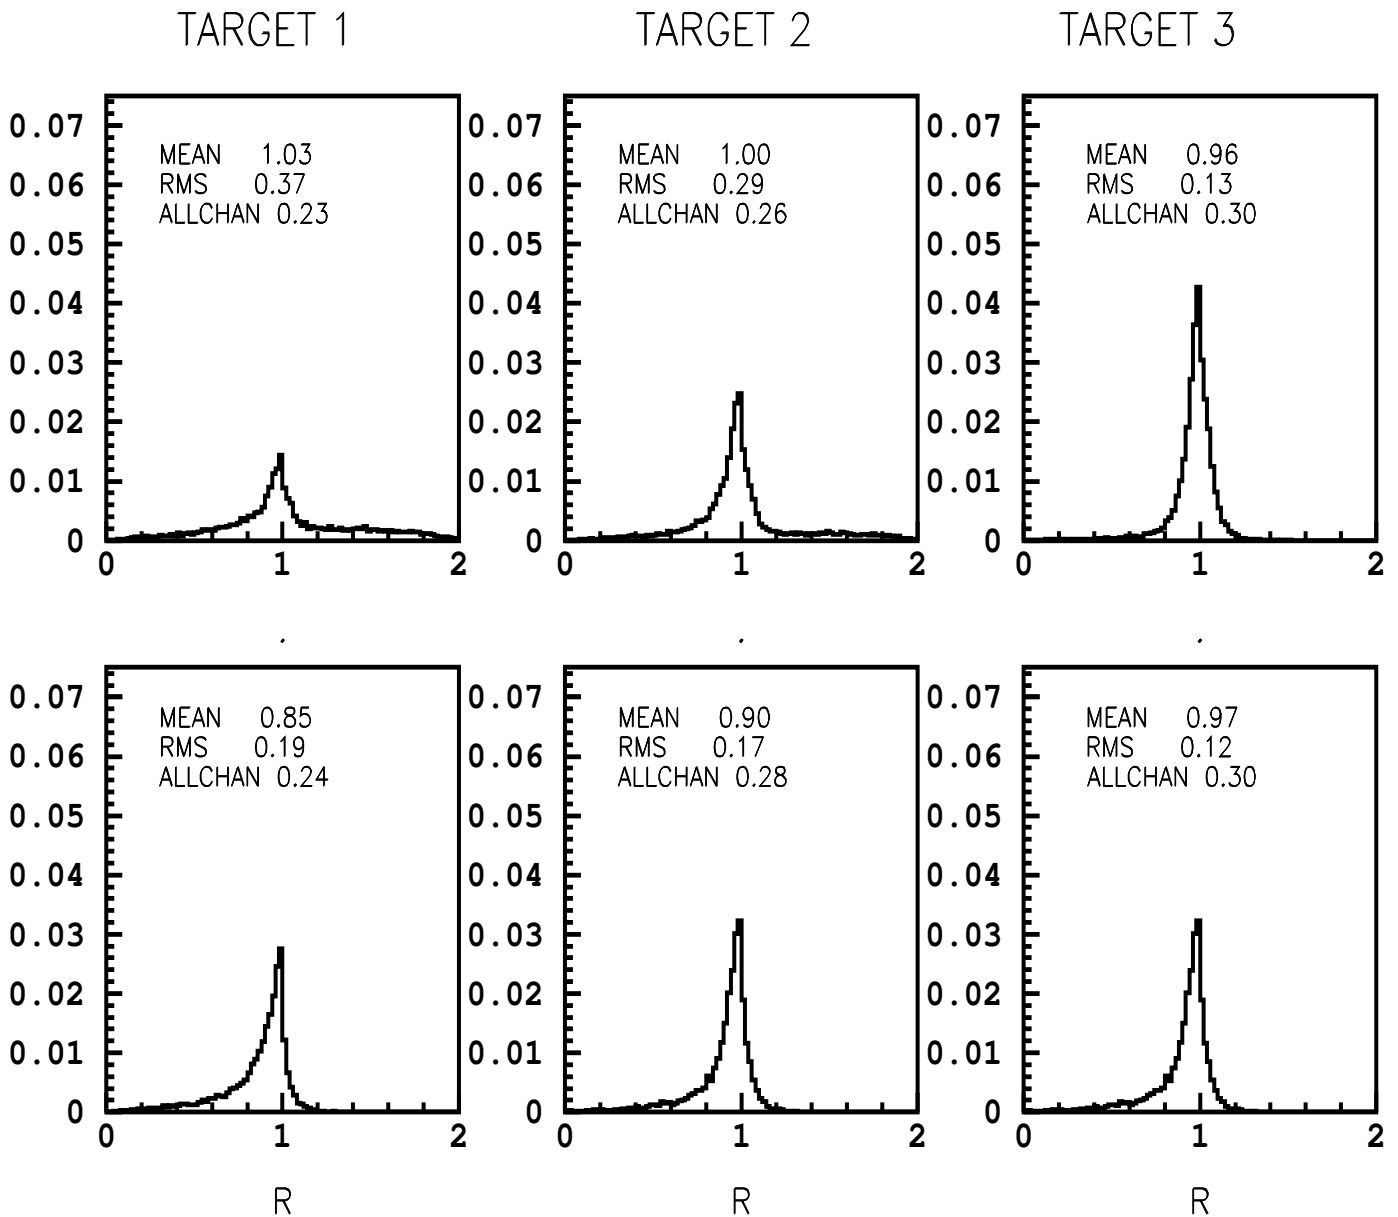 TARGET 1 TARGET 2 TARGET 3
0.07 0.07 0.07
MEAN 1.03 MEAN 1.00 MEAN 0.96
0.06 RMS 0.37 0.06 RMS 0.29 0.06 RMS 0.13
ALLCHAN 0.23 ALLCHAN 0.26 ALLCHAN 0.30
0.05 0.05 0.05
0.04 0.04 0.04
0.03 0.03 0.03
0.02 0.02 0.02
0.01 0.01 0.01
0 0 0
0 1 2 0 1 2 0 1 2
0.07 0.07 0.07
MEAN 0.85 MEAN 0.90 MEAN 0.97
0.06 RMS 0.19 0.06 RMS 0.17 0.06 RMS 0.12
ALLCHAN 0.24 ALLCHAN 0.28 ALLCHAN 0.30
0.05 0.05 0.05
0.04 0.04 0.04
0.03 0.03 0.03
0.02 0.02 0.02
0.01 0.01 0.01
0 0 0
0 1 2 0 1 2 0 1 2
R R R